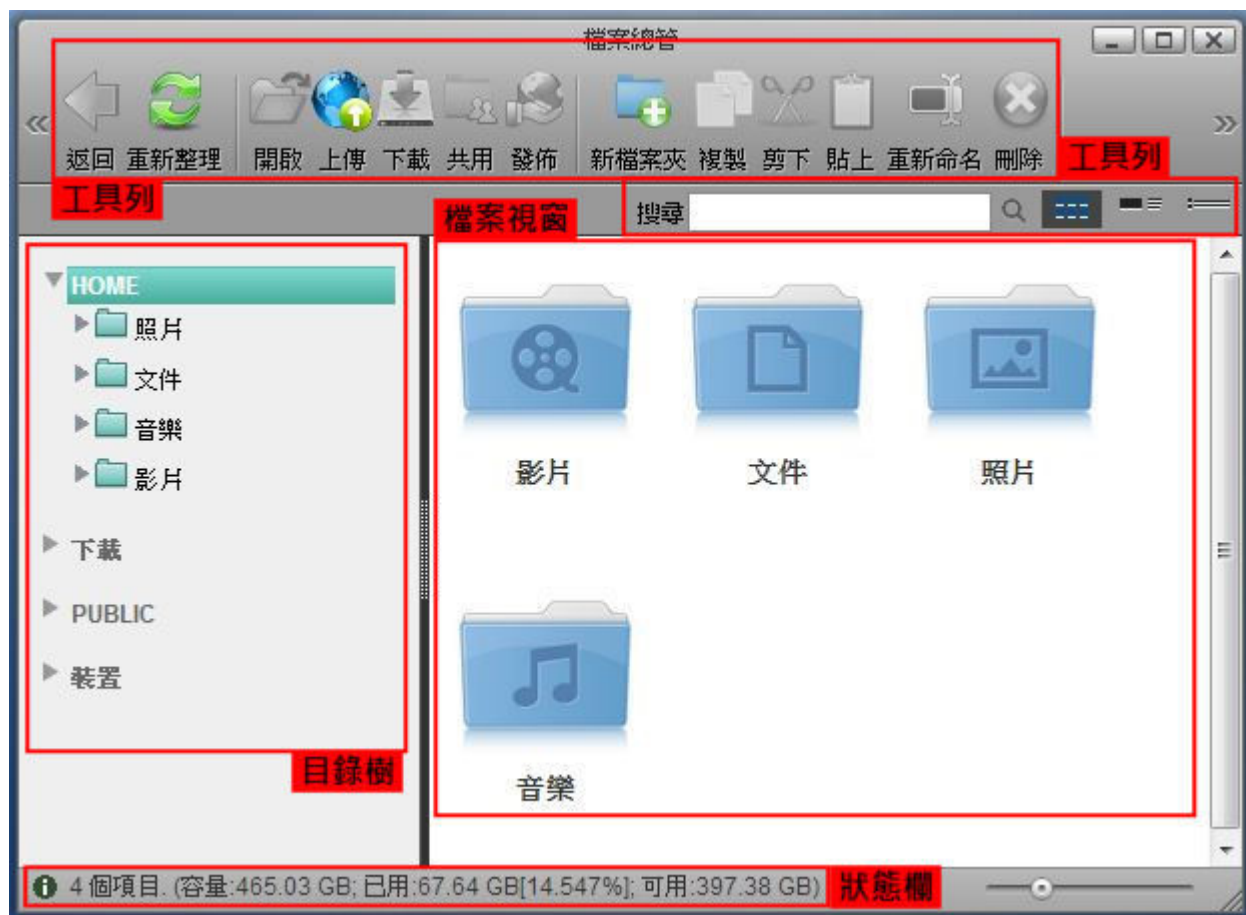 檔案總管
返回 重新整理 開啟 上傳 下載 共用 發佈 新檔案夾 複製 剪下 貼上 重新命名 刪除 工具列
工具列
檔案視窗
搜尋
HOME
照片
文件
音樂
影片
下載
PUBLIC
裝置
目錄樹
影片 文件 照片
音樂
4 個項目. (容量:465.03 GB; 已用:67.64 GB[14.547%]; 可用:397.38 GB) 狀態欄